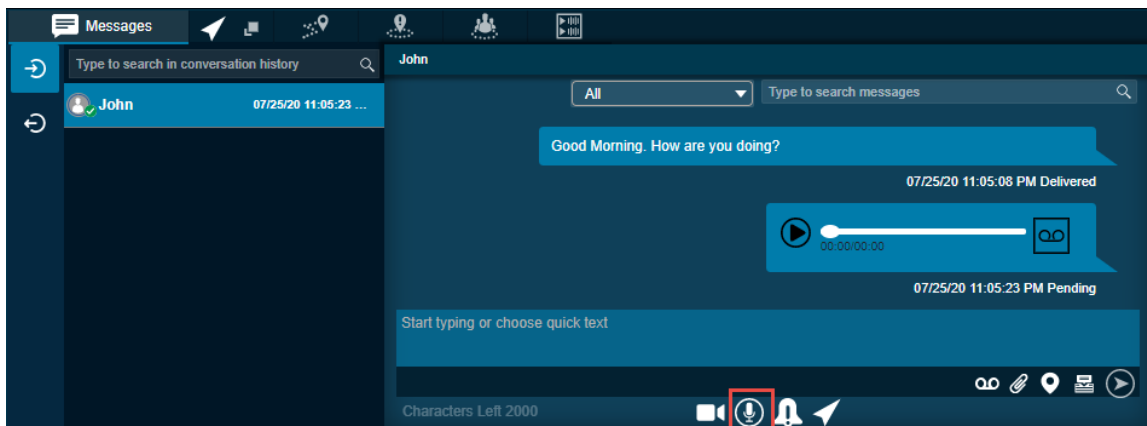 Messages
Type to search in conversation history
John 07/25/20 11:05:23 ...
John
All
Type to search messages
Good Morning. How are you doing?
07/25/20 11:05:08 PM Delivered
00:00/00:00
07/25/20 11:05:23 PM Pending
Start typing or choose quick text
Characters Left 2000